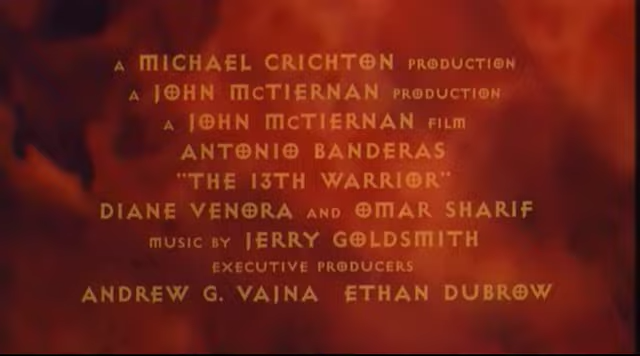 A MICHAEL CRICHTON PRODUCTION
A JOHN McTIERNAN PRODUCTION
A JOHN McTIERNAN FILM
ANTONIO BANDERAS
"THE 13TH WARRIOR"
DIANE VENORA AND OMAR SHARIF
MUSIC BY JERRY GOLDSMITH
EXECUTIVE PRODUCERS
ANDREW G. VAJNA ETHAN DUBROW